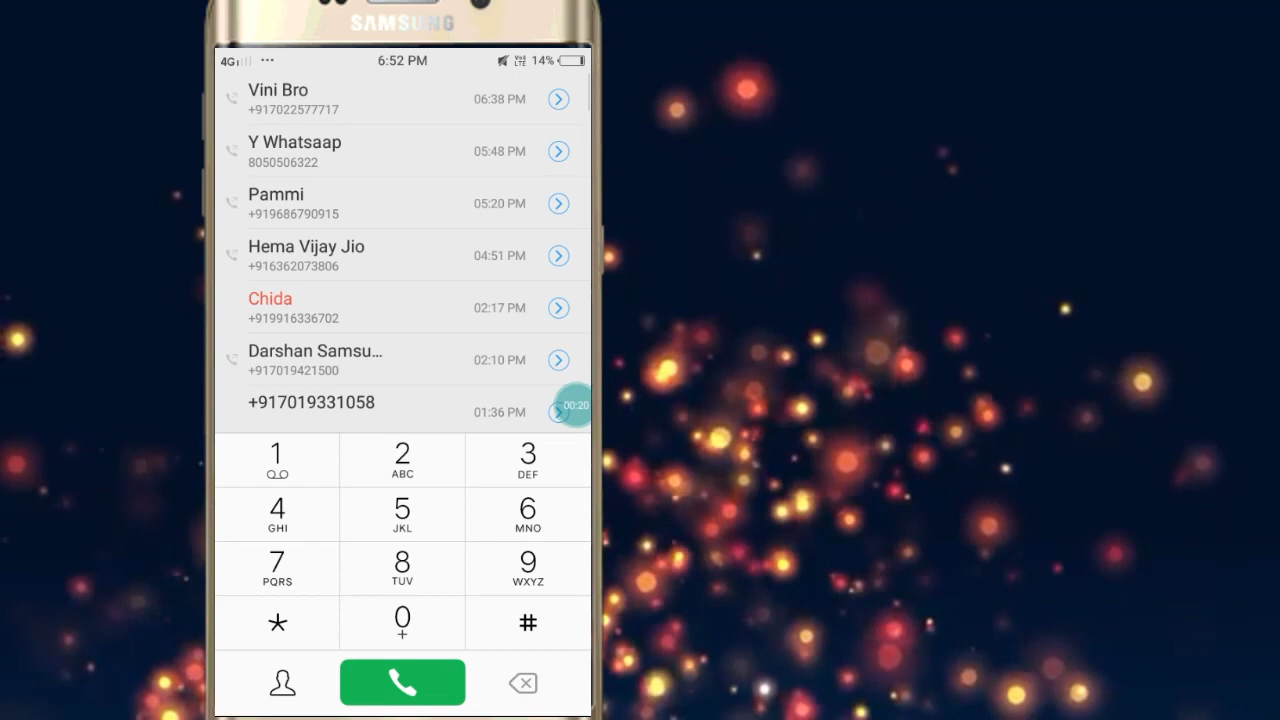 SAMSUNG
4G ... 6:52 PM VoLTE 14%
Vini Bro
+917022577717
06:38 PM
Y Whatsaap
8050506322
05:48 PM
Pammi
+919686790915
05:20 PM
Hema Vijay Jio
+916362073806
04:51 PM
Chida
+919916336702
02:17 PM
Darshan Samsu...
+917019421500
02:10 PM
+917019331058
01:36 PM
00:20
1 2 3
ABC DEF
4 5 6
GHI JKL MNO
7 8 9
PQRS TUV WXYZ
* 0 #
+